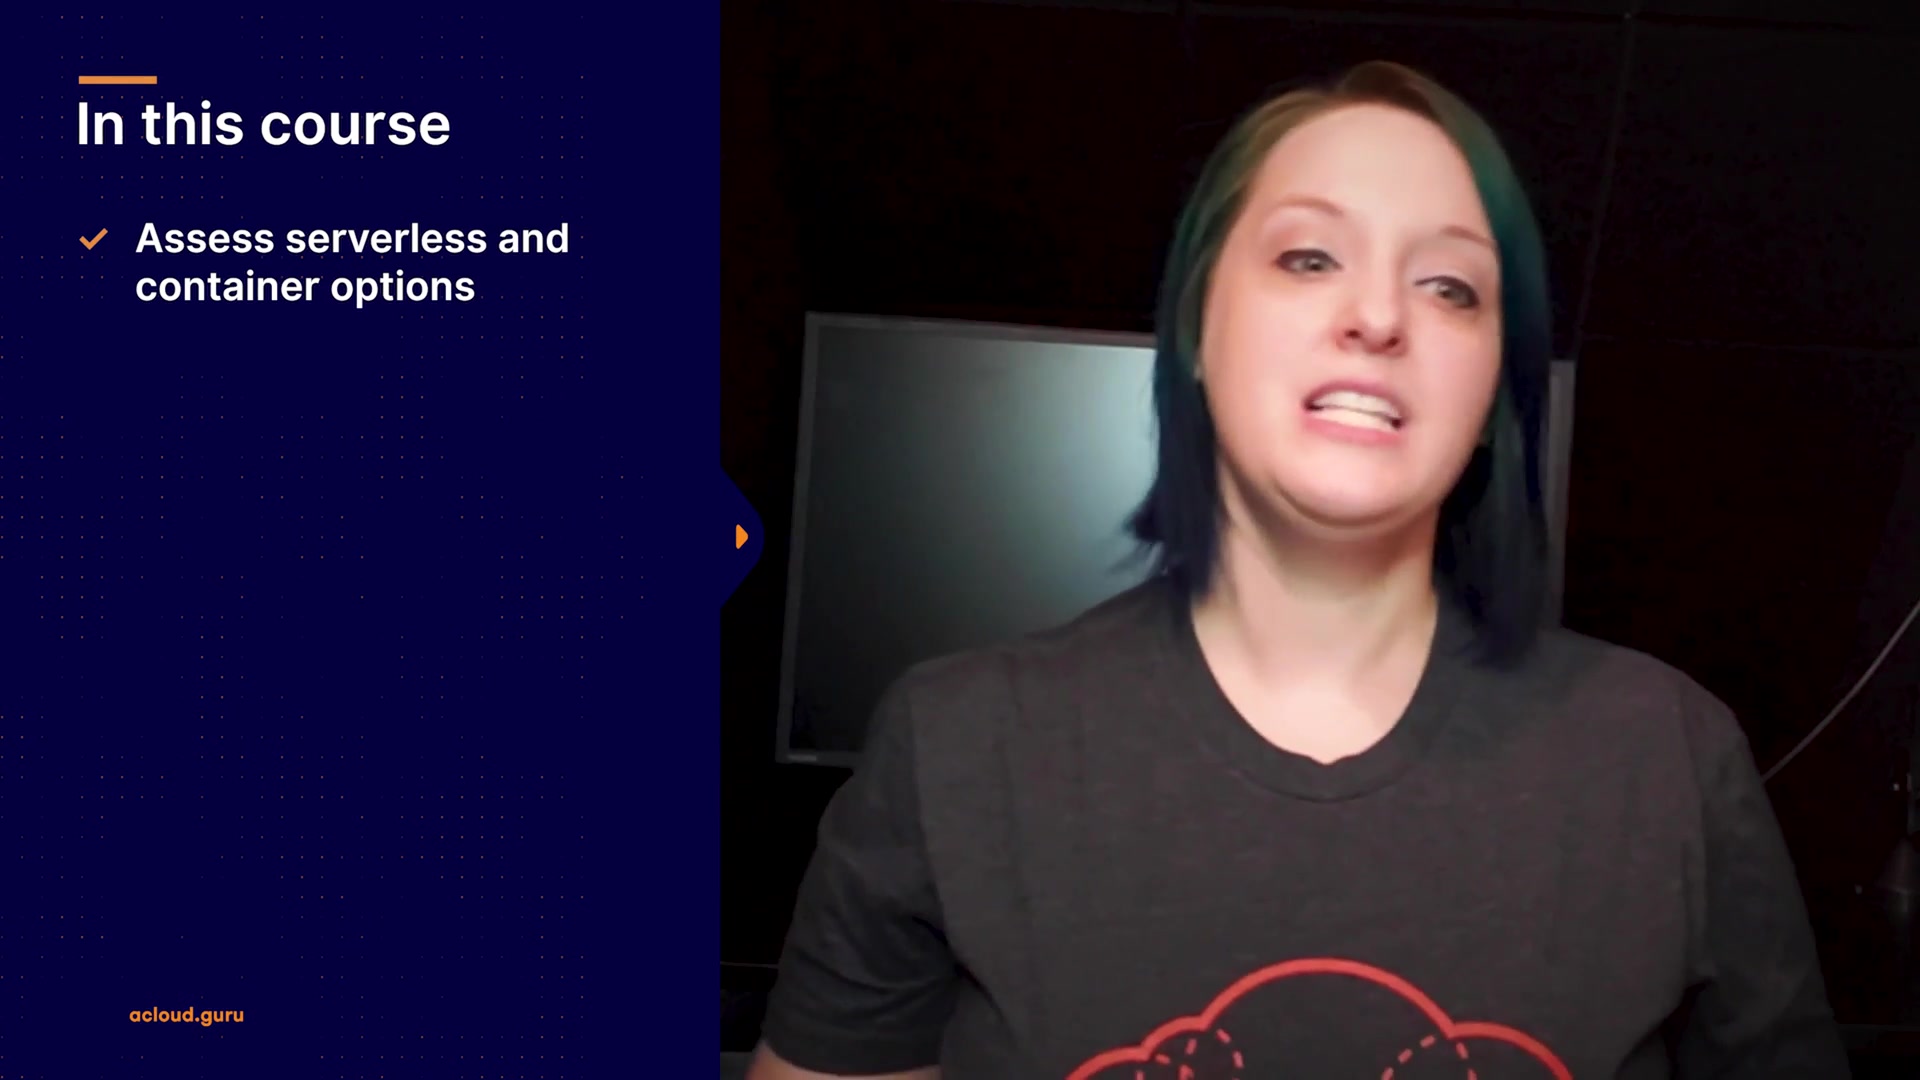 In this course
Assess serverless and
container options
acloud.guru